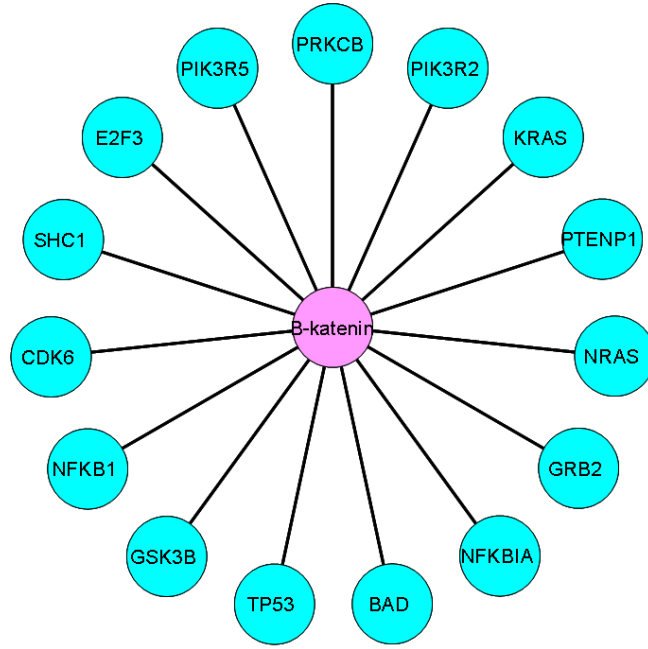 PRKCB
PIK3R5
PIK3R2
E2F3
KRAS
SHC1
PTENP1
B-katenin
CDK6
NRAS
NFKB1
GRB2
GSK3B
NFKBIA
TP53
BAD